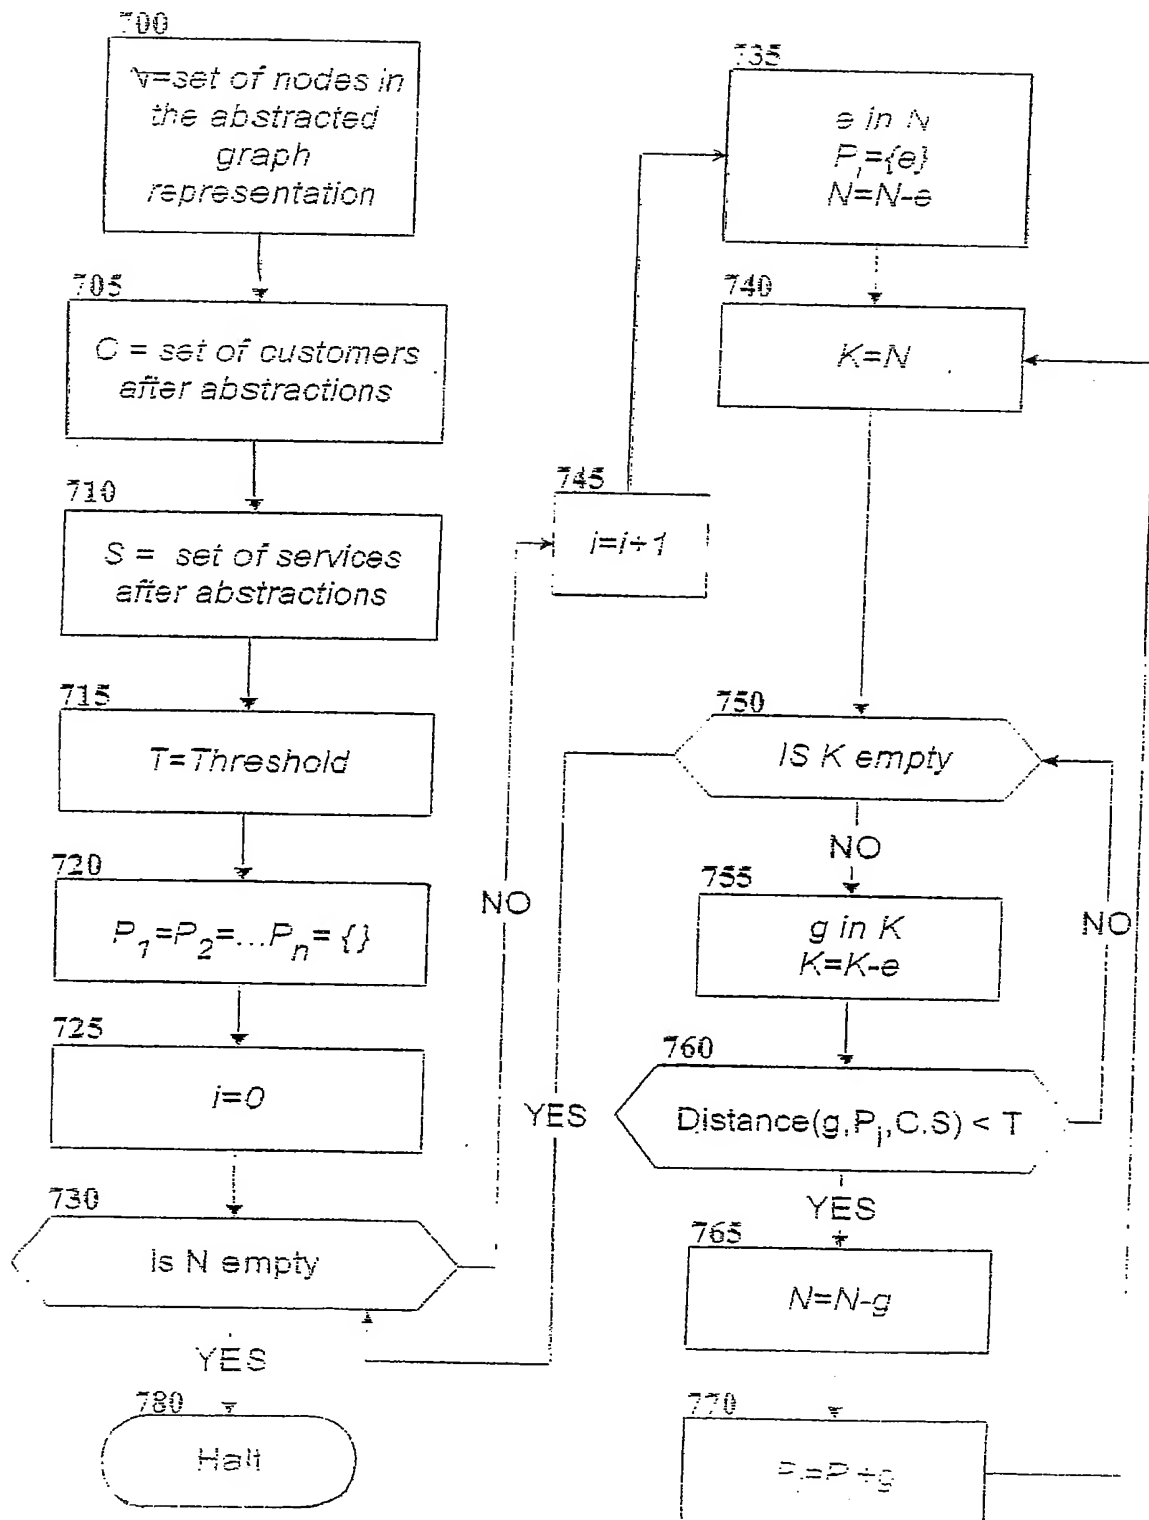 700
N=set of nodes in
the abstracted
graph
representation
705
C = set of customers
after abstractions
710
S = set of services
after abstractions
715
T=Threshold
720
P1=P2=...Pn= {}
725
i=0
730
Is N empty
YES
780
Halt
NO
745
i=i+1
735
e in N
Pi={e}
N=N-e
740
K=N
750
IS K empty
NO
YES
755
g in K
K=K-e
760
Distance(g,Pi,C.S) < T
NO
YES
765
N=N-g
770
Pi=Pi+g